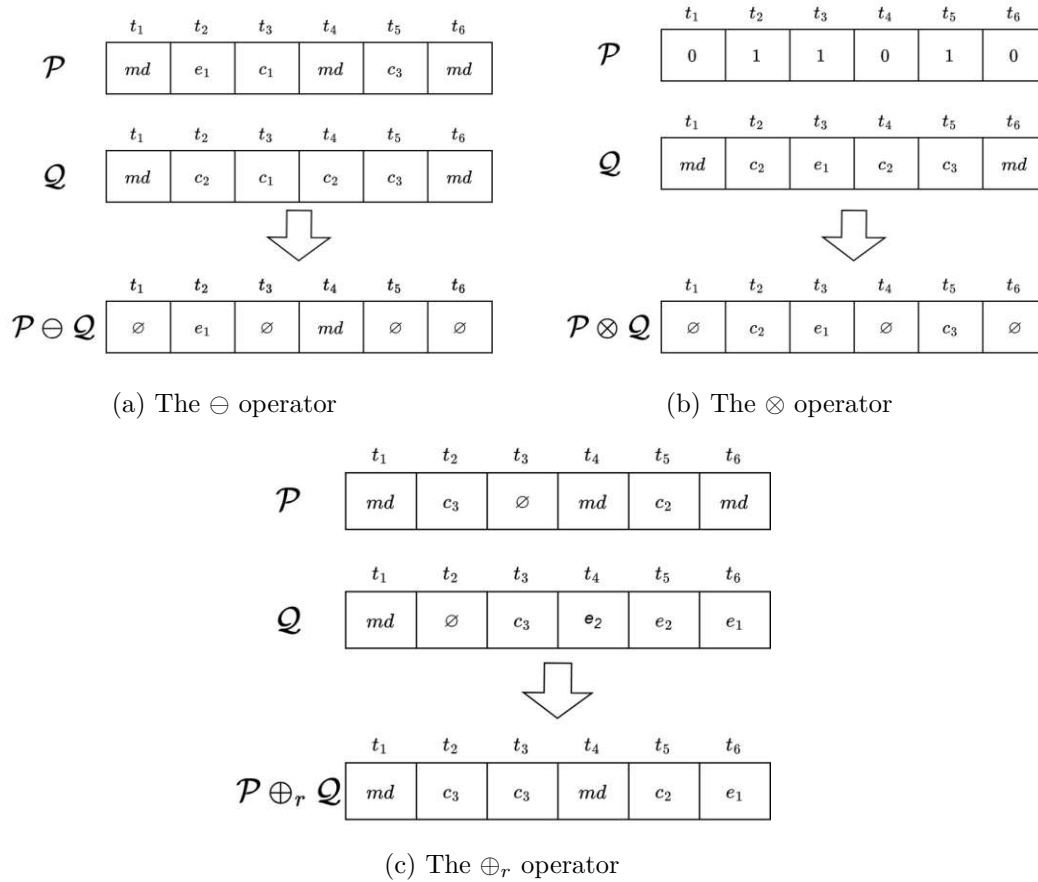 t₁ t₂ t₃ t₄ t₅ t₆
𝒫 md e₁ c₁ md c₃ md
t₁ t₂ t₃ t₄ t₅ t₆
𝒬 md c₂ c₁ c₂ c₃ md
t₁ t₂ t₃ t₄ t₅ t₆
𝒫 ⊖ 𝒬 ∅ e₁ ∅ md ∅ ∅
(a) The ⊖ operator
t₁ t₂ t₃ t₄ t₅ t₆
𝒫 0 1 1 0 1 0
t₁ t₂ t₃ t₄ t₅ t₆
𝒬 md c₂ e₁ c₂ c₃ md
t₁ t₂ t₃ t₄ t₅ t₆
𝒫 ⊗ 𝒬 ∅ c₂ e₁ ∅ c₃ ∅
(b) The ⊗ operator
t₁ t₂ t₃ t₄ t₅ t₆
𝒫 md c₃ ∅ md c₂ md
t₁ t₂ t₃ t₄ t₅ t₆
𝒬 md ∅ c₃ e₂ e₂ e₁
t₁ t₂ t₃ t₄ t₅ t₆
𝒫 ⊕ᵣ 𝒬 md c₃ c₃ md c₂ e₁
(c) The ⊕ᵣ operator